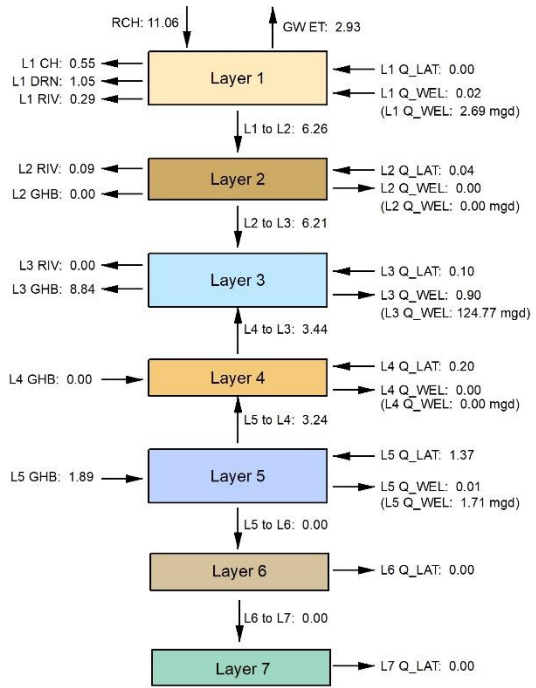 RCH: 11.06
GW ET: 2.93
L1 CH: 0.55
L1 DRN: 1.05
L1 RIV: 0.29
Layer 1
L1 Q_LAT: 0.00
L1 Q_WEL: 0.02
(L1 Q_WEL: 2.69 mgd)
L1 to L2: 6.26
L2 RIV: 0.09
L2 GHB: 0.00
Layer 2
L2 Q_LAT: 0.04
L2 Q_WEL: 0.00
(L2 Q_WEL: 0.00 mgd)
L2 to L3: 6.21
L3 RIV: 0.00
L3 GHB: 8.84
Layer 3
L3 Q_LAT: 0.10
L3 Q_WEL: 0.90
(L3 Q_WEL: 124.77 mgd)
L4 to L3: 3.44
L4 GHB: 0.00
Layer 4
L4 Q_LAT: 0.20
L4 Q_WEL: 0.00
(L4 Q_WEL: 0.00 mgd)
L5 to L4: 3.24
L5 GHB: 1.89
Layer 5
L5 Q_LAT: 1.37
L5 Q_WEL: 0.01
(L5 Q_WEL: 1.71 mgd)
L5 to L6: 0.00
Layer 6
L6 Q_LAT: 0.00
L6 to L7: 0.00
Layer 7
L7 Q_LAT: 0.00